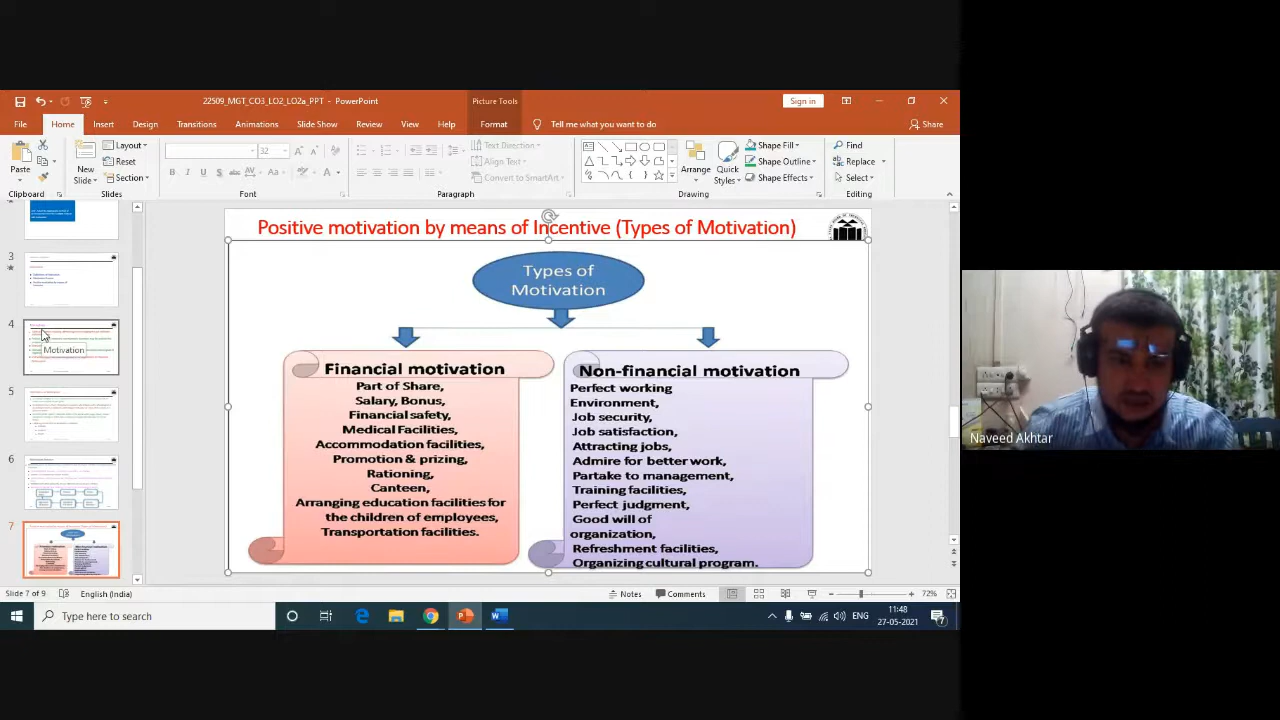 22509_MGT_CO3_LO2_LO2a_PPT - PowerPoint
Picture Tools
Sign in
File Home Insert Design Transitions Animations Slide Show Review View Help Format Tell me what you want to do Share
Paste
New
Slide
Layout
Reset
Section
32
Text Direction
Align Text
Convert to SmartArt
Arrange
Quick
Styles
Shape Fill
Shape Outline
Shape Effects
Find
Replace
Select
Clipboard Slides Font Paragraph Drawing Editing
3
4
Motivation
5
6
7
Positive motivation by means of Incentive (Types of Motivation)
Types of
Motivation
Financial motivation
Part of Share,
Salary, Bonus,
Financial safety,
Medical Facilities,
Accommodation facilities,
Promotion & prizing,
Rationing,
Canteen,
Arranging education facilities for
the children of employees,
Transportation facilities.
Non-financial motivation
Perfect working
Environment,
Job security,
Job satisfaction,
Attracting jobs,
Admire for better work,
Partake to management,
Training facilities,
Perfect judgment,
Good will of
organization,
Refreshment facilities,
Organizing cultural program.
Naveed Akhtar
Slide 7 of 9 English (India) Notes Comments 72%
Type here to search
ENG
11:48
27-05-2021
7